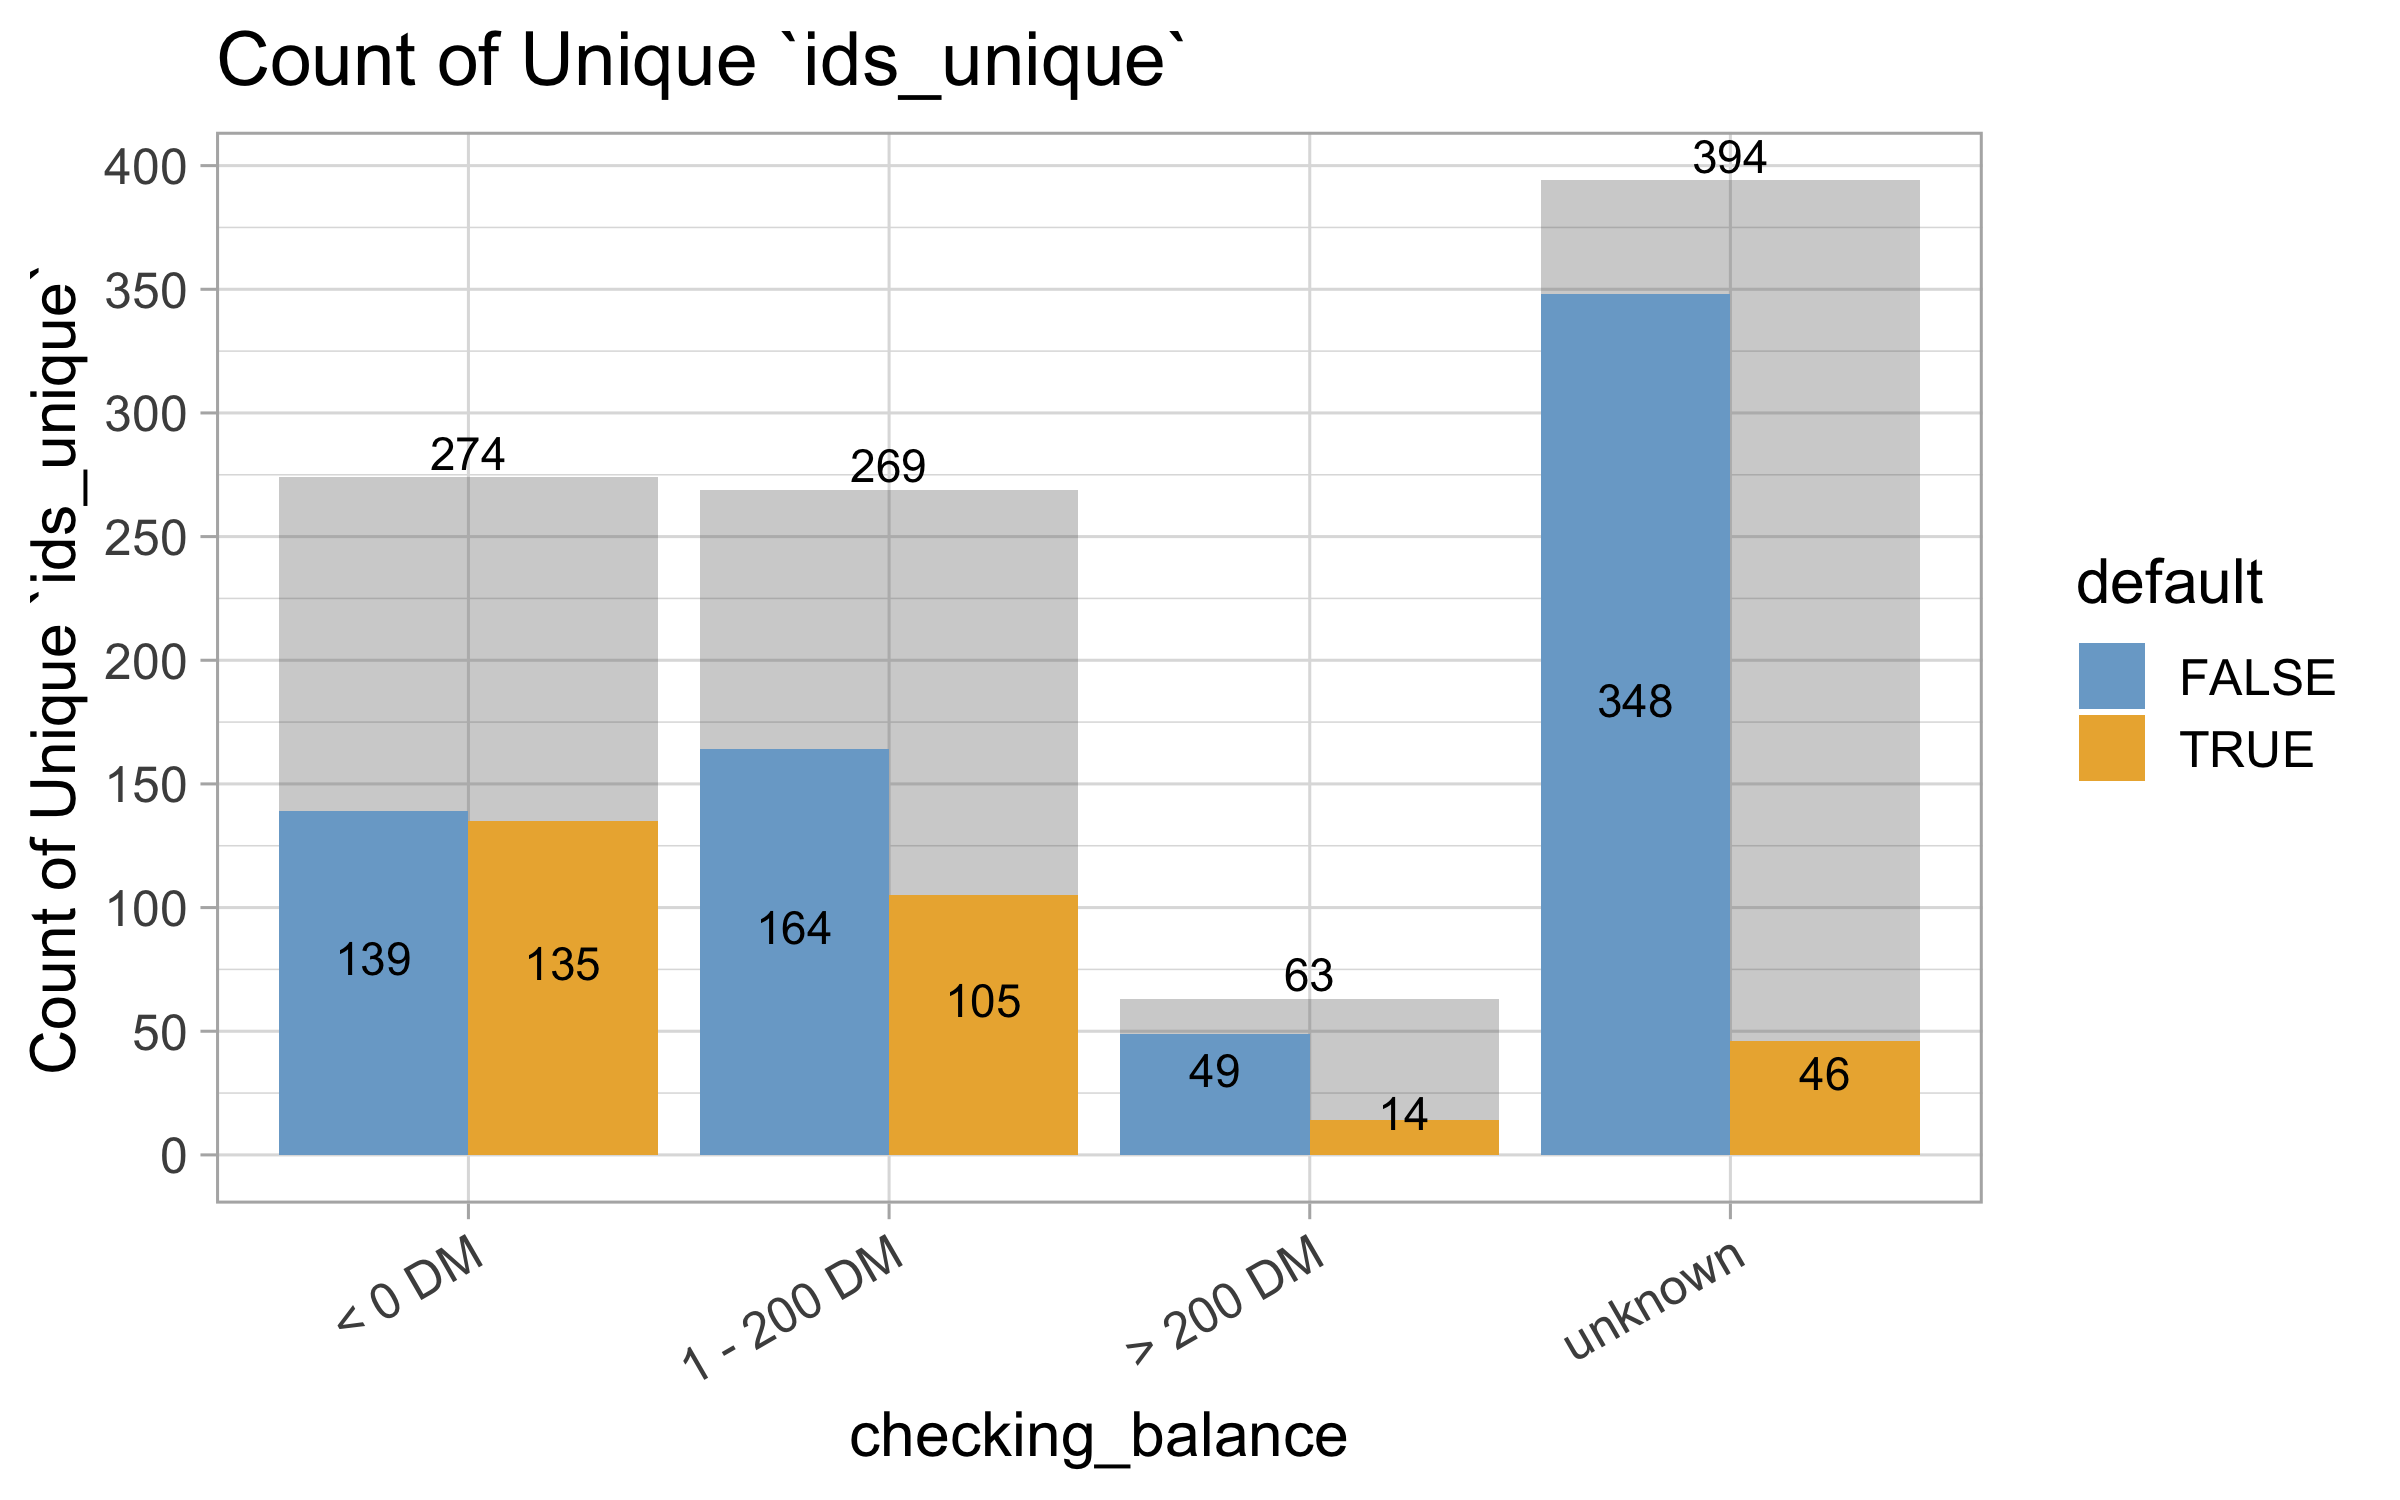 Count of Unique `ids_unique`
Count of Unique `ids_unique`
400
350
300
250
200
150
100
50
0
274
269
63
394
139
135
164
105
49
14
348
46
< 0 DM
1 - 200 DM
> 200 DM
unknown
checking_balance
default
FALSE
TRUE